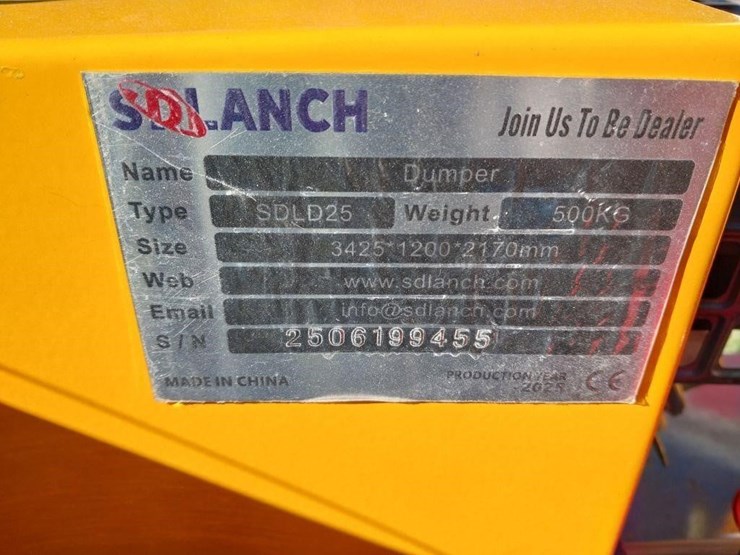 SDLANCH
Join Us To Be Dealer
Name Dumper
Type SDLD25 Weight 500KG
Size 3425*1200*2170mm
Web www.sdlanch.com
Email info@sdlanch.com
S/N 2506199455
MADE IN CHINA
PRODUCTION YEAR
2025 CE